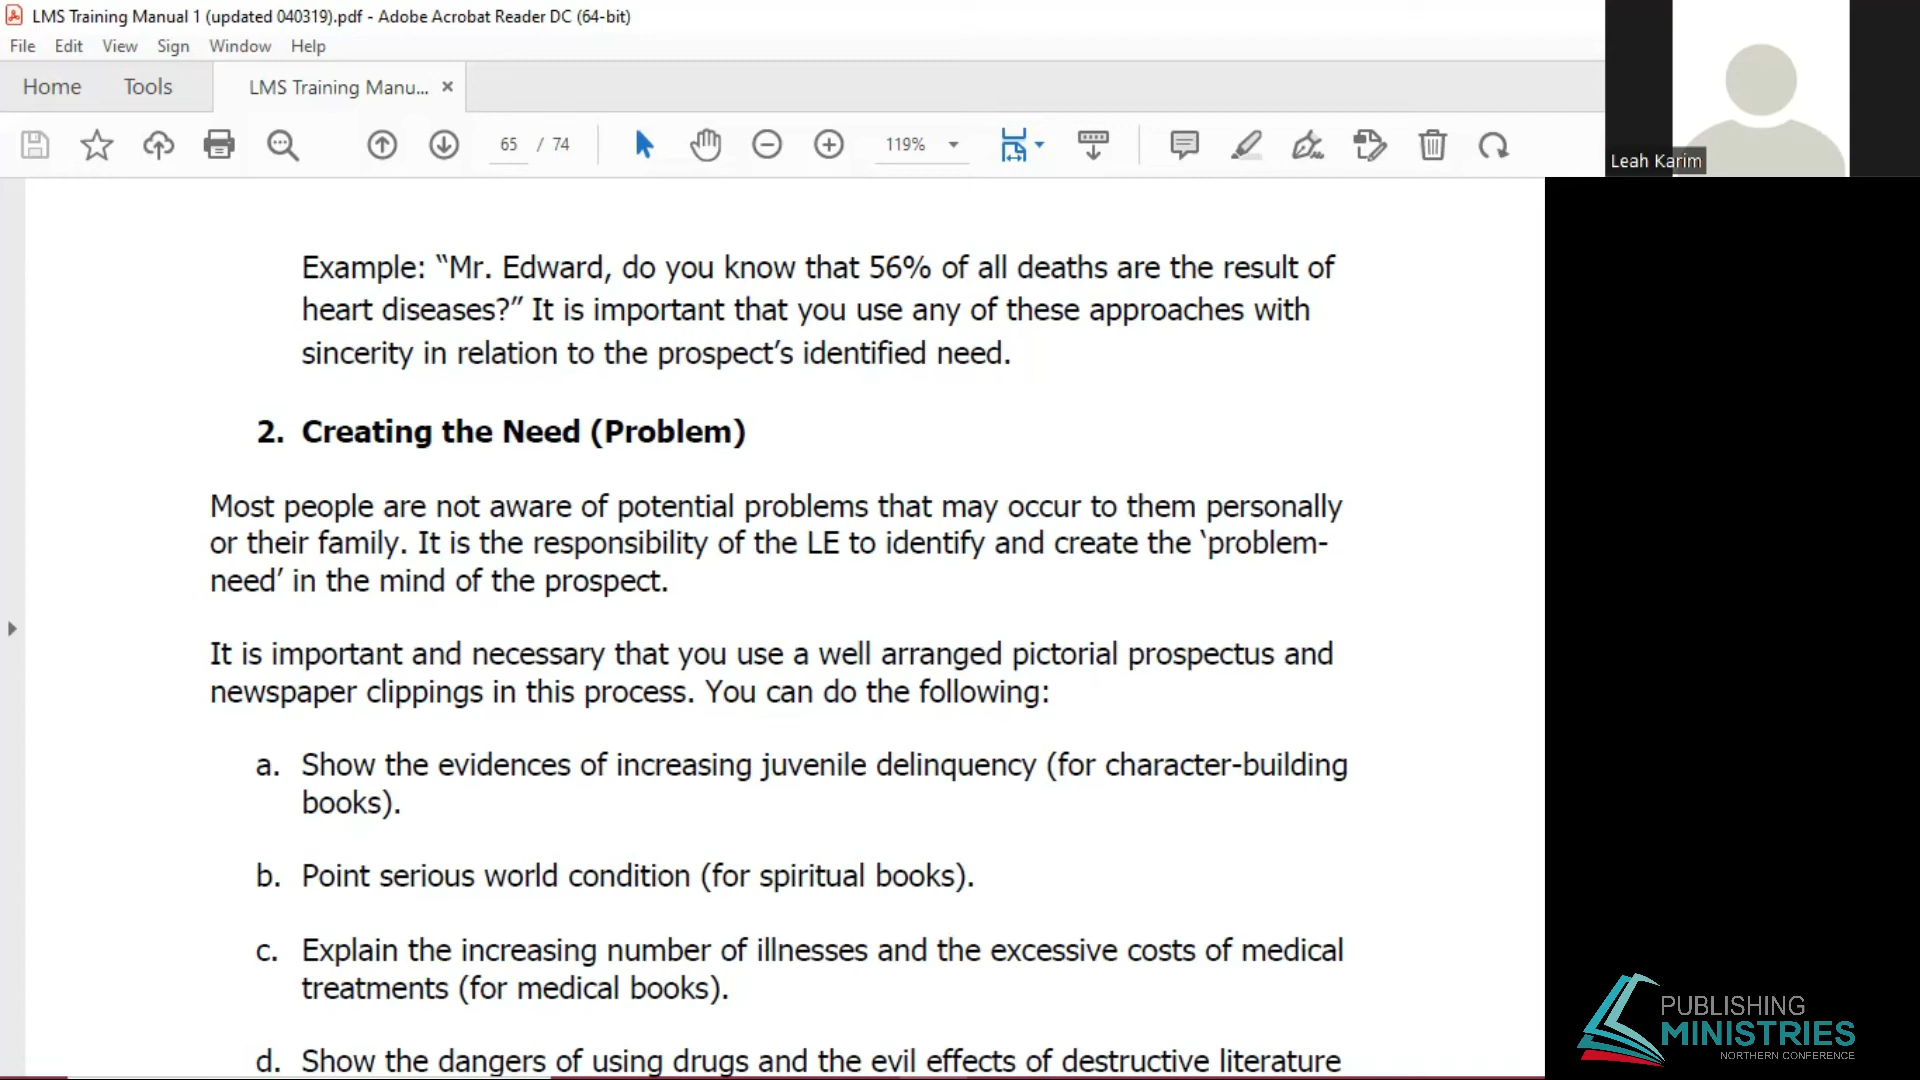 LMS Training Manual 1 (updated 040319).pdf - Adobe Acrobat Reader DC (64-bit)
File Edit View Sign Window Help
Home Tools LMS Training Manu... ×
65 / 74 119%
Leah Karim
Example: “Mr. Edward, do you know that 56% of all deaths are the result of
heart diseases?” It is important that you use any of these approaches with
sincerity in relation to the prospect’s identified need.
2. Creating the Need (Problem)
Most people are not aware of potential problems that may occur to them personally
or their family. It is the responsibility of the LE to identify and create the ‘problem-
need’ in the mind of the prospect.
It is important and necessary that you use a well arranged pictorial prospectus and
newspaper clippings in this process. You can do the following:
a. Show the evidences of increasing juvenile delinquency (for character-building
books).
b. Point serious world condition (for spiritual books).
c. Explain the increasing number of illnesses and the excessive costs of medical
treatments (for medical books).
d. Show the dangers of using drugs and the evil effects of destructive literature
PUBLISHING
MINISTRIES
NORTHERN CONFERENCE